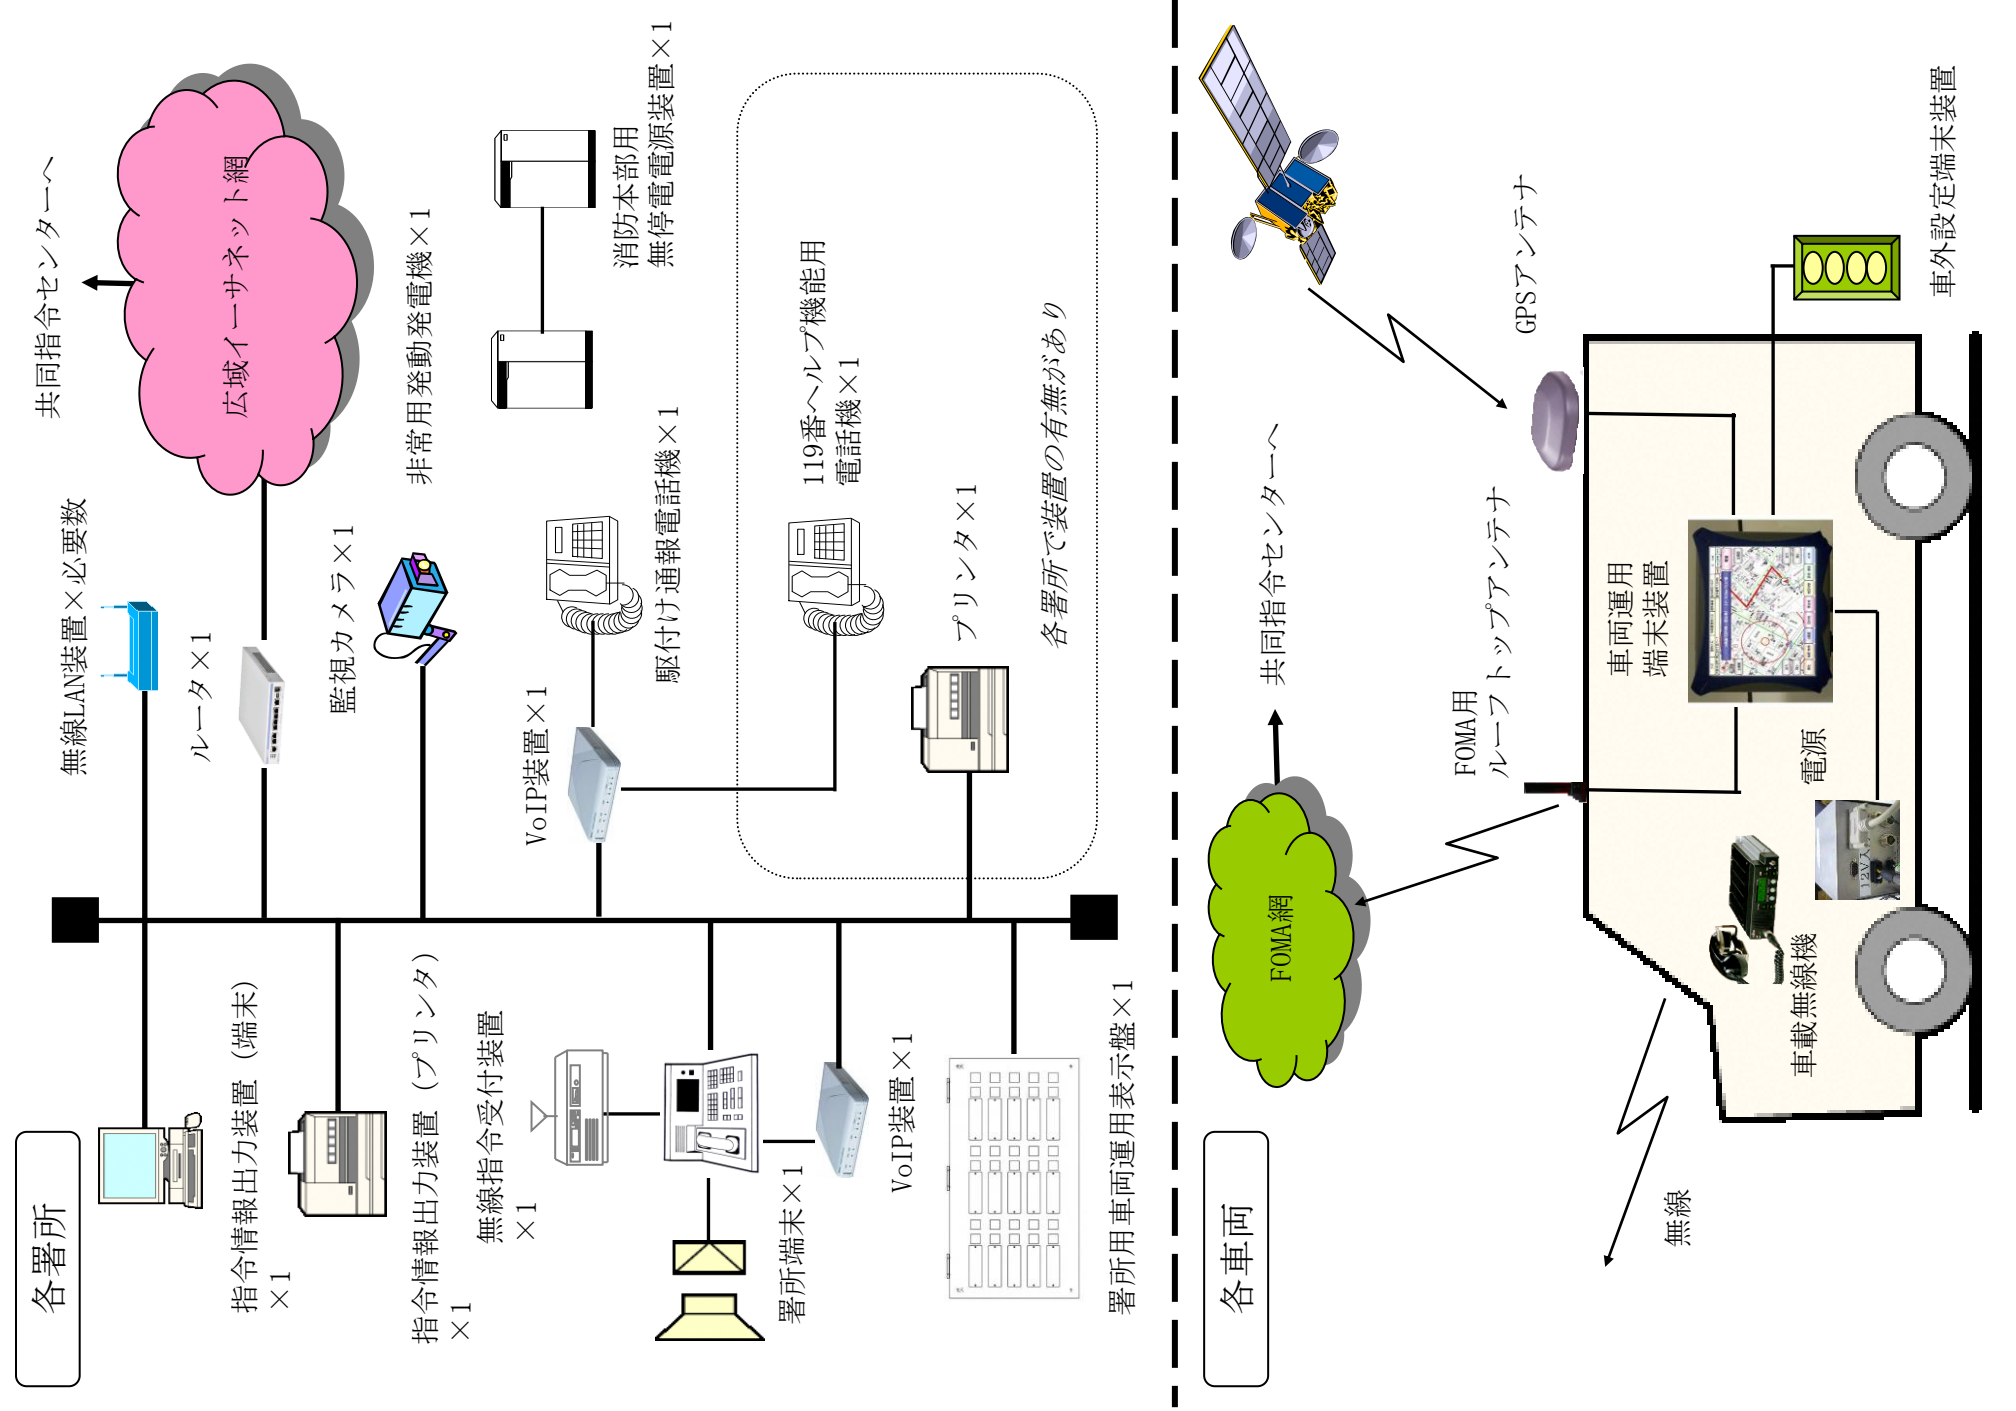 各署所
共同指令センターへ
広域イーサネット網
無線LAN装置×必要数
ルータ×1
監視カメラ×1
非常用発動発電機×1
消防本部用
無停電電源装置×1
VoIP装置×1
駆付け通報電話機×1
119番ヘルプ機能用
電話機×1
プリンタ×1
各署所で装置の有無があり
指令情報出力装置（端末）
×1
指令情報出力装置（プリンタ）
×1
無線指令受付装置
×1
署所端末×1
VoIP装置×1
署所用車両運用表示盤×1
各車両
FOMA網
共同指令センターへ
FOMA用
ルーフトップアンテナ
GPSアンテナ
車外設定端末装置
車両運用
端末装置
電源
12V入
車載無線機
無線